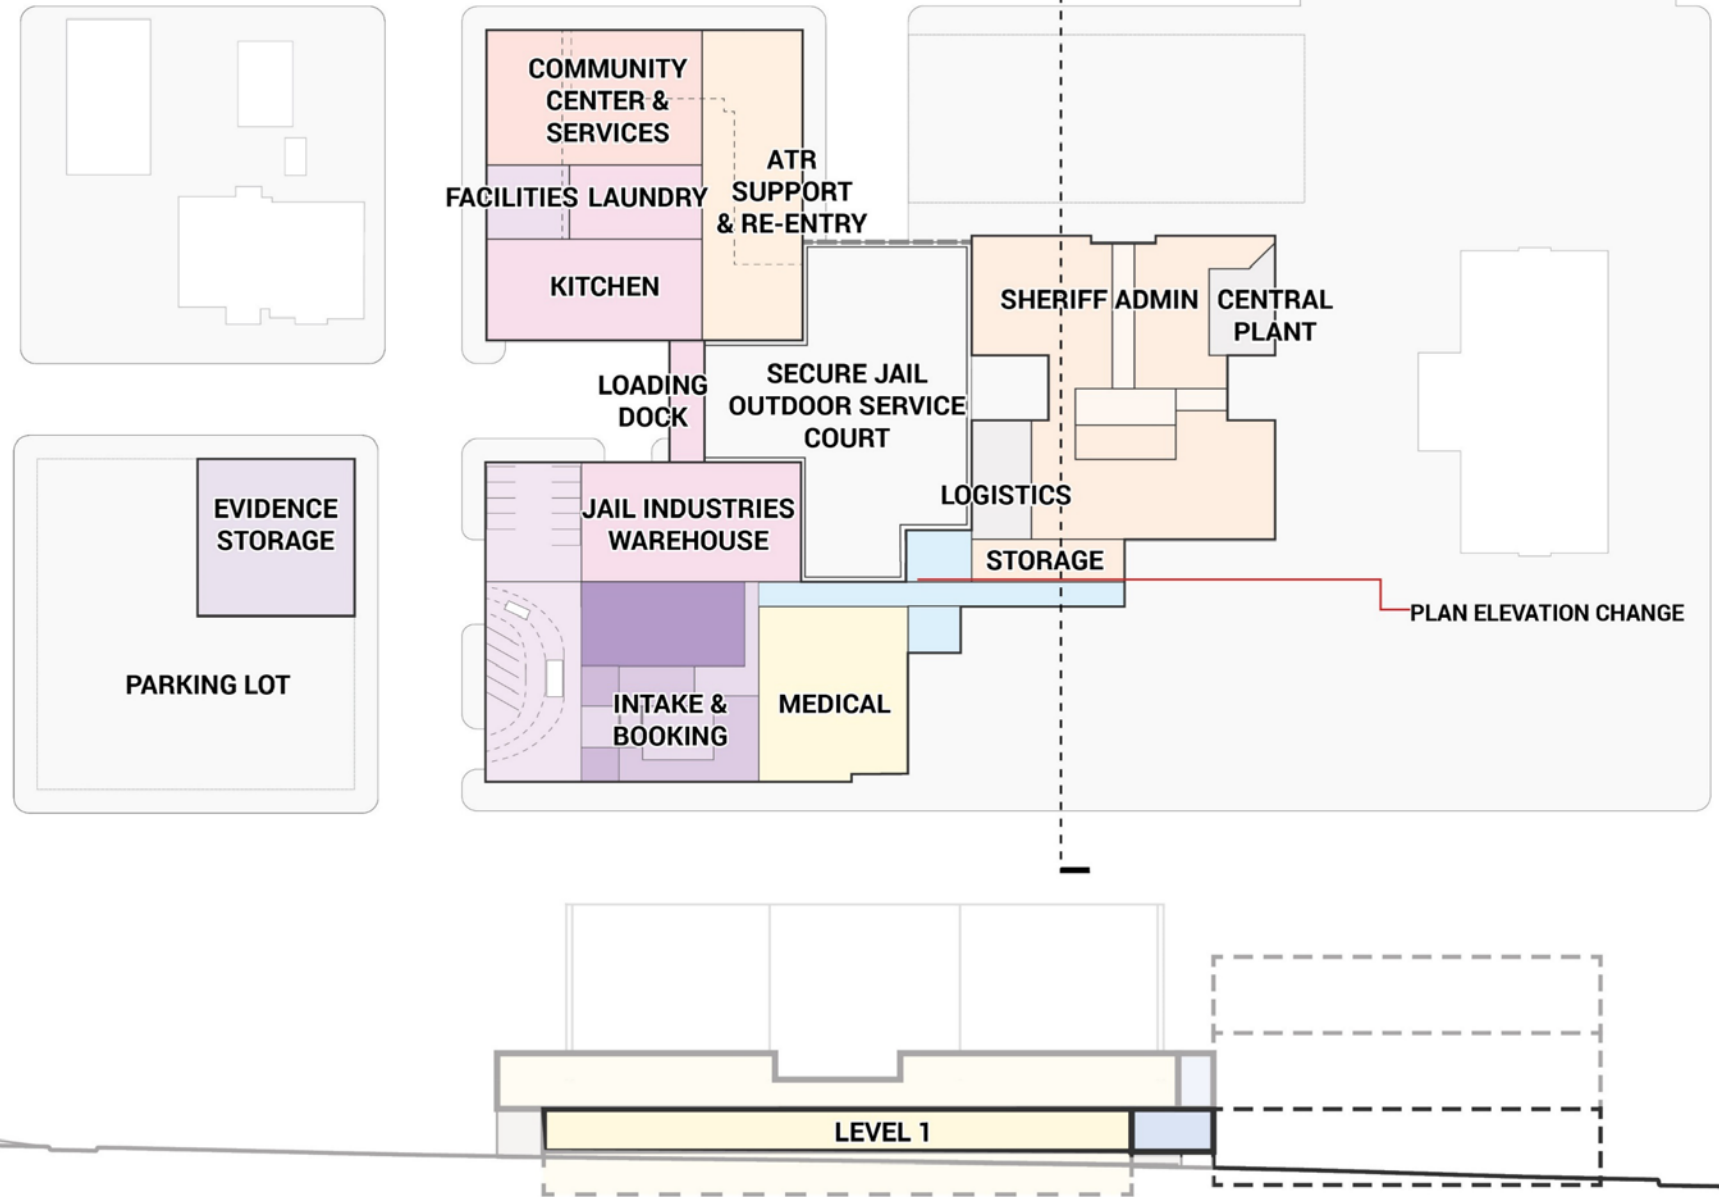 COMMUNITY
CENTER &
SERVICES
ATR
SUPPORT
& RE-ENTRY
FACILITIES
LAUNDRY
KITCHEN
SHERIFF ADMIN
CENTRAL
PLANT
LOADING
DOCK
SECURE JAIL
OUTDOOR SERVICE
COURT
LOGISTICS
EVIDENCE
STORAGE
JAIL INDUSTRIES
WAREHOUSE
STORAGE
PLAN ELEVATION CHANGE
PARKING LOT
INTAKE &
BOOKING
MEDICAL
LEVEL 1